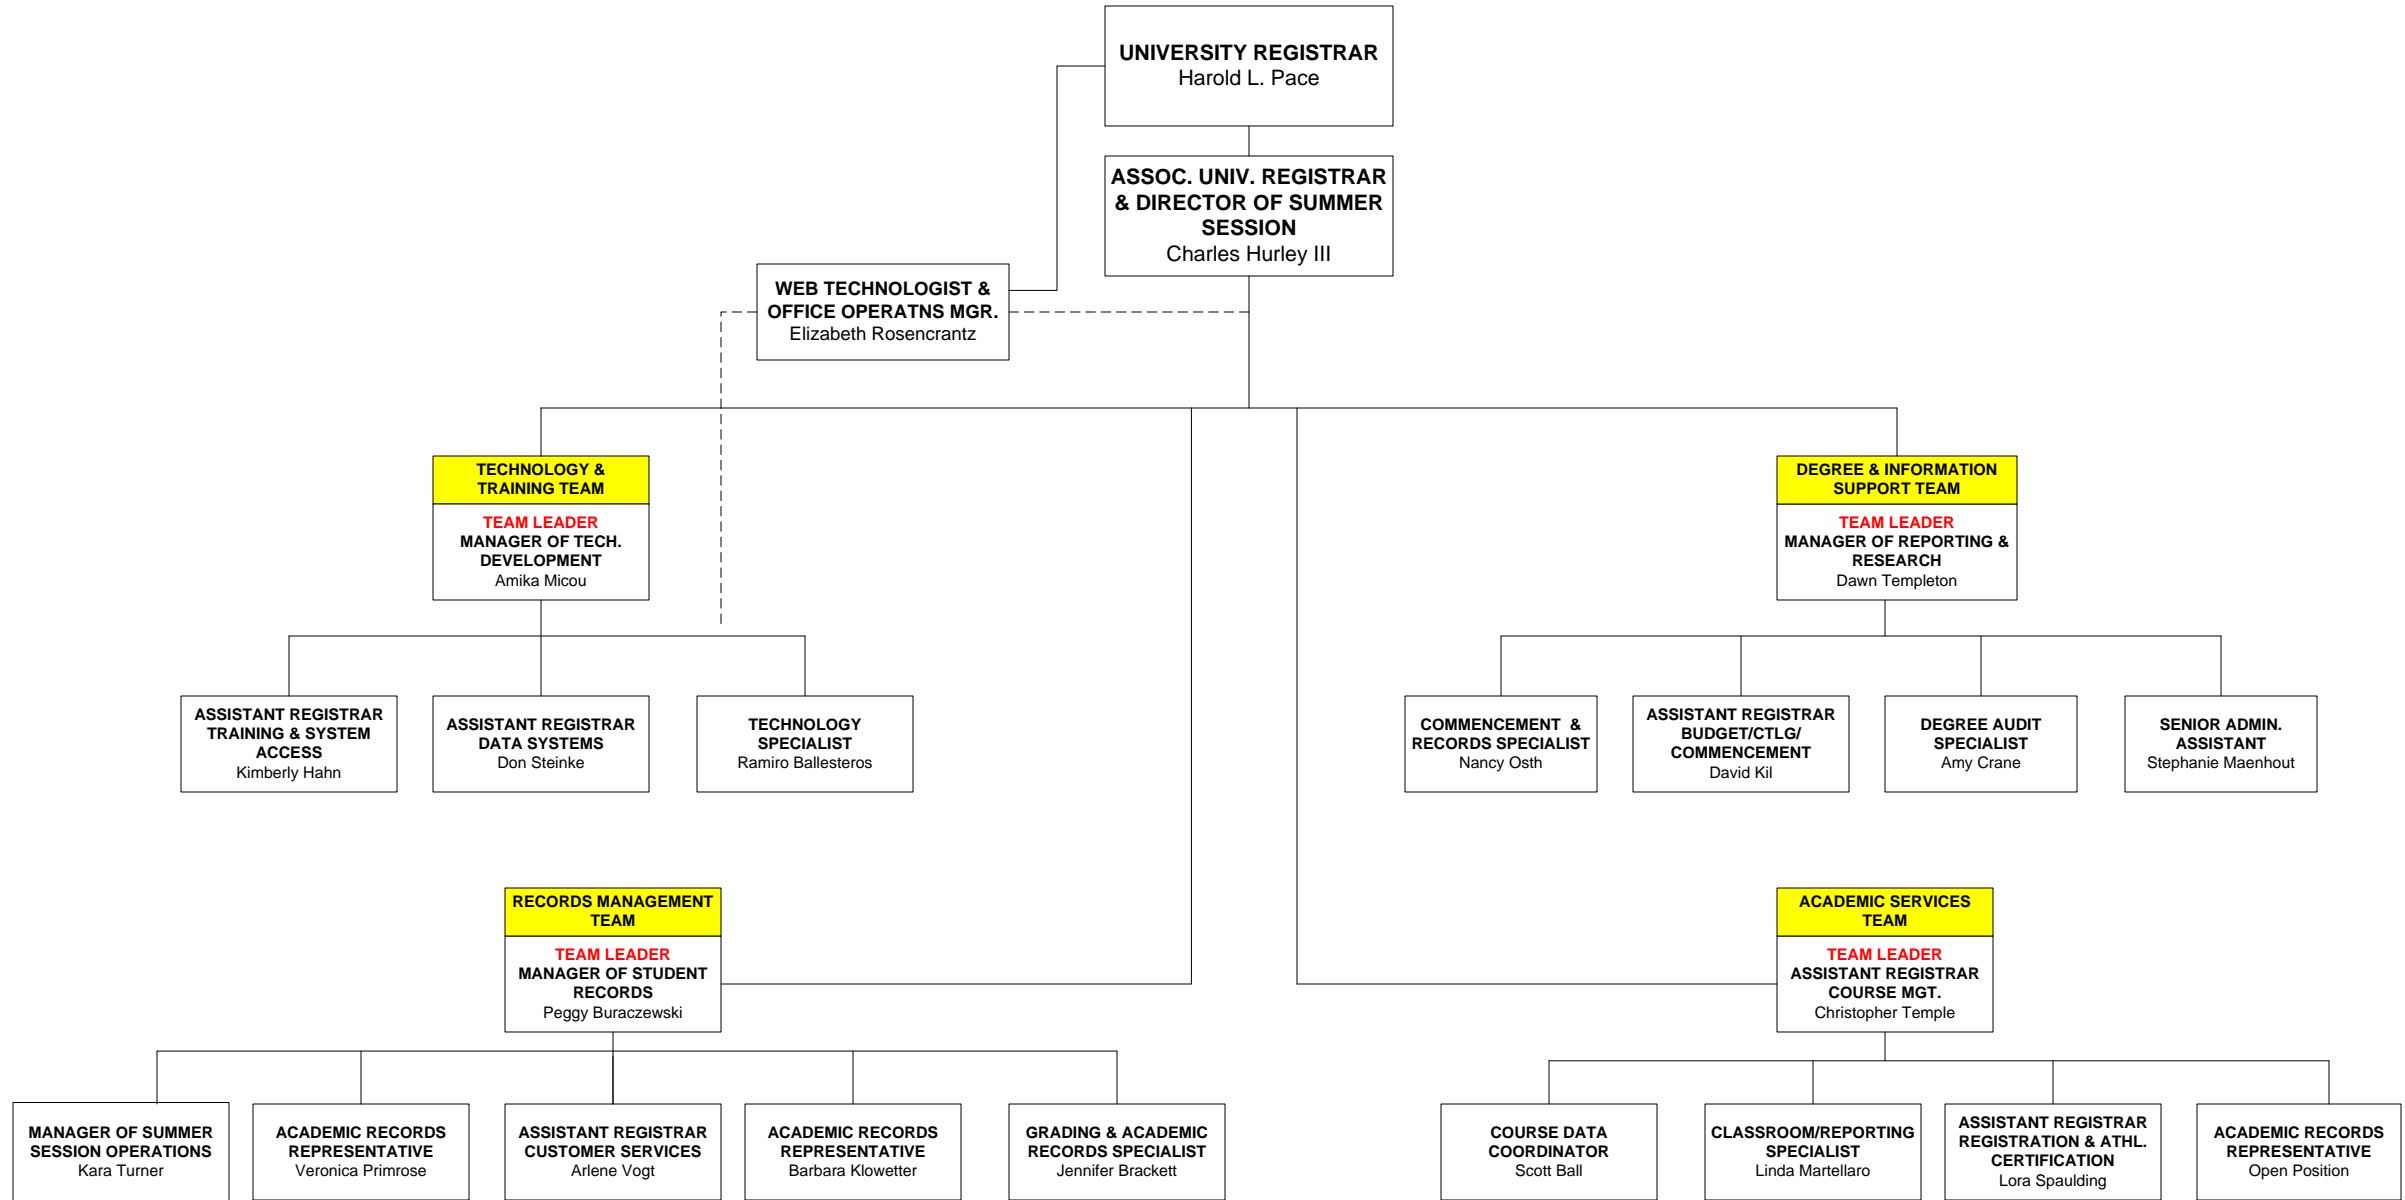 UNIVERSITY REGISTRAR
Harold L. Pace
ASSOC. UNIV. REGISTRAR
& DIRECTOR OF SUMMER
SESSION
Charles Hurley III
WEB TECHNOLOGIST &
OFFICE OPERATNS MGR.
Elizabeth Rosencrantz
TECHNOLOGY &
TRAINING TEAM
TEAM LEADER
MANAGER OF TECH.
DEVELOPMENT
Amika Micou
DEGREE & INFORMATION
SUPPORT TEAM
TEAM LEADER
MANAGER OF REPORTING &
RESEARCH
Dawn Templeton
ASSISTANT REGISTRAR
TRAINING & SYSTEM
ACCESS
Kimberly Hahn
ASSISTANT REGISTRAR
DATA SYSTEMS
Don Steinke
TECHNOLOGY
SPECIALIST
Ramiro Ballesteros
COMMENCEMENT &
RECORDS SPECIALIST
Nancy Osth
ASSISTANT REGISTRAR
BUDGET/CTLG/
COMMENCEMENT
David Kil
DEGREE AUDIT
SPECIALIST
Amy Crane
SENIOR ADMIN.
ASSISTANT
Stephanie Maenhout
RECORDS MANAGEMENT
TEAM
TEAM LEADER
MANAGER OF STUDENT
RECORDS
Peggy Buraczewski
ACADEMIC SERVICES
TEAM
TEAM LEADER
ASSISTANT REGISTRAR
COURSE MGT.
Christopher Temple
MANAGER OF SUMMER
SESSION OPERATIONS
Kara Turner
ACADEMIC RECORDS
REPRESENTATIVE
Veronica Primrose
ASSISTANT REGISTRAR
CUSTOMER SERVICES
Arlene Vogt
ACADEMIC RECORDS
REPRESENTATIVE
Barbara Klowetter
GRADING & ACADEMIC
RECORDS SPECIALIST
Jennifer Brackett
COURSE DATA
COORDINATOR
Scott Ball
CLASSROOM/REPORTING
SPECIALIST
Linda Martellaro
ASSISTANT REGISTRAR
REGISTRATION & ATHL.
CERTIFICATION
Lora Spaulding
ACADEMIC RECORDS
REPRESENTATIVE
Open Position